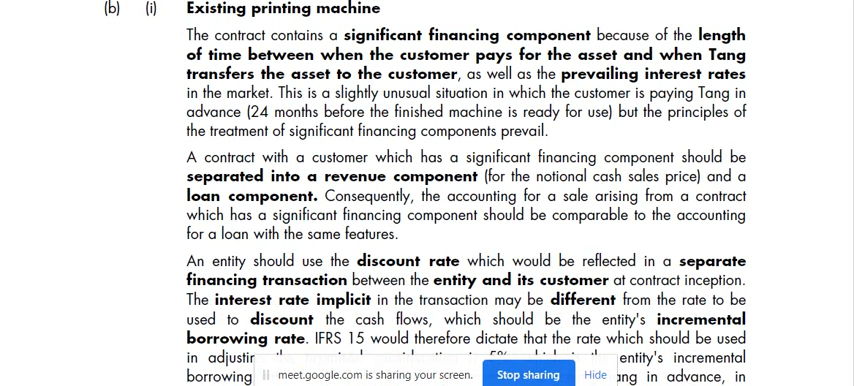 (b) (i) Existing printing machine
The contract contains a significant financing component because of the length
of time between when the customer pays for the asset and when Tang
transfers the asset to the customer, as well as the prevailing interest rates
in the market. This is a slightly unusual situation in which the customer is paying Tang in
advance (24 months before the finished machine is ready for use) but the principles of
the treatment of significant financing components prevail.
A contract with a customer which has a significant financing component should be
separated into a revenue component (for the notional cash sales price) and a
loan component. Consequently, the accounting for a sale arising from a contract
which has a significant financing component should be comparable to the accounting
for a loan with the same features.
An entity should use the discount rate which would be reflected in a separate
financing transaction between the entity and its customer at contract inception.
The interest rate implicit in the transaction may be different from the rate to be
used to discount the cash flows, which should be the entity's incremental
borrowing rate. IFRS 15 would therefore dictate that the rate which should be used
in entity's incremental
borrowing ang in advance, in
meet.google.com is sharing your screen. Stop sharing Hide